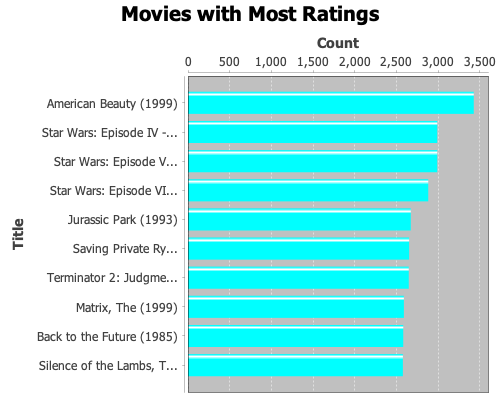 Movies with Most Ratings
Count
0 500 1,000 1,500 2,000 2,500 3,000 3,500
Title
American Beauty (1999)
Star Wars: Episode IV -...
Star Wars: Episode V...
Star Wars: Episode VI...
Jurassic Park (1993)
Saving Private Ry...
Terminator 2: Judgme...
Matrix, The (1999)
Back to the Future (1985)
Silence of the Lambs, T...